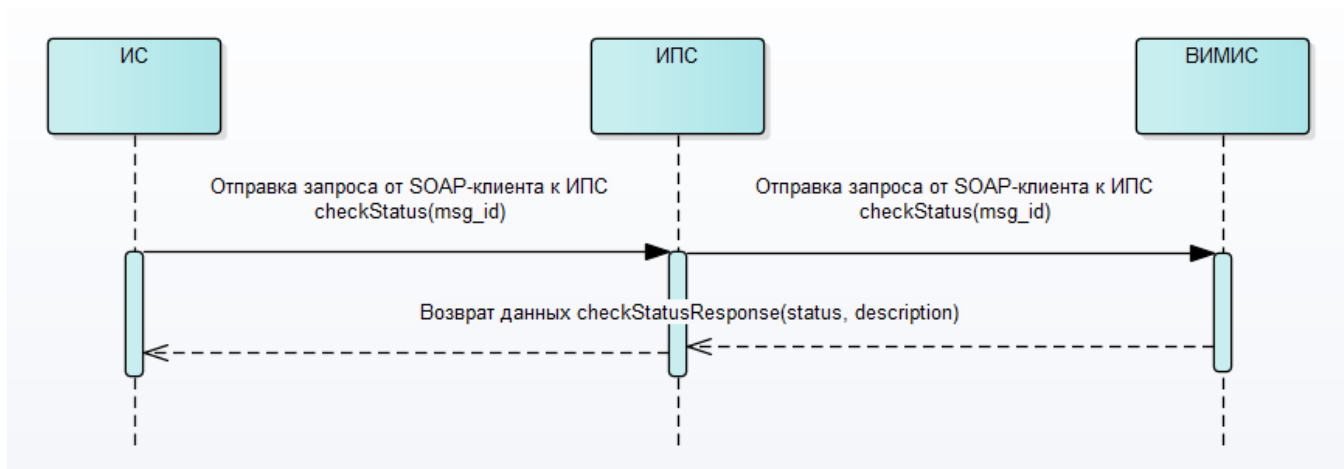 ИС
ИПС
ВИМИС
Отправка запроса от SOAP-клиента к ИПС
checkStatus(msg_id)
Отправка запроса от SOAP-клиента к ИПС
checkStatus(msg_id)
Возврат данных checkStatusResponse(status, description)